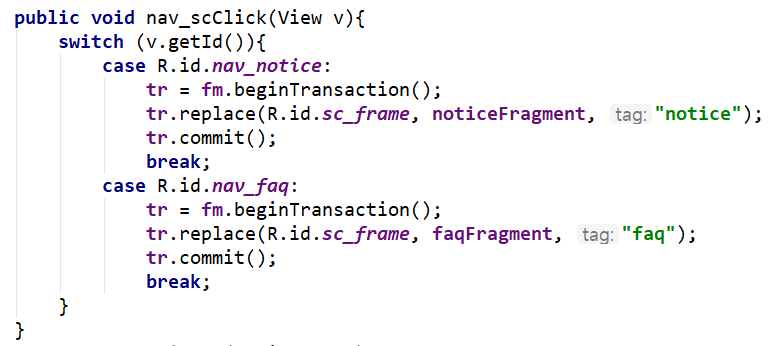 public void nav_scClick(View v){
    switch (v.getId()){
        case R.id.nav_notice:
            tr = fm.beginTransaction();
            tr.replace(R.id.sc_frame, noticeFragment, tag: "notice");
            tr.commit();
            break;
        case R.id.nav_faq:
            tr = fm.beginTransaction();
            tr.replace(R.id.sc_frame, faqFragment, tag: "faq");
            tr.commit();
            break;
    }
}